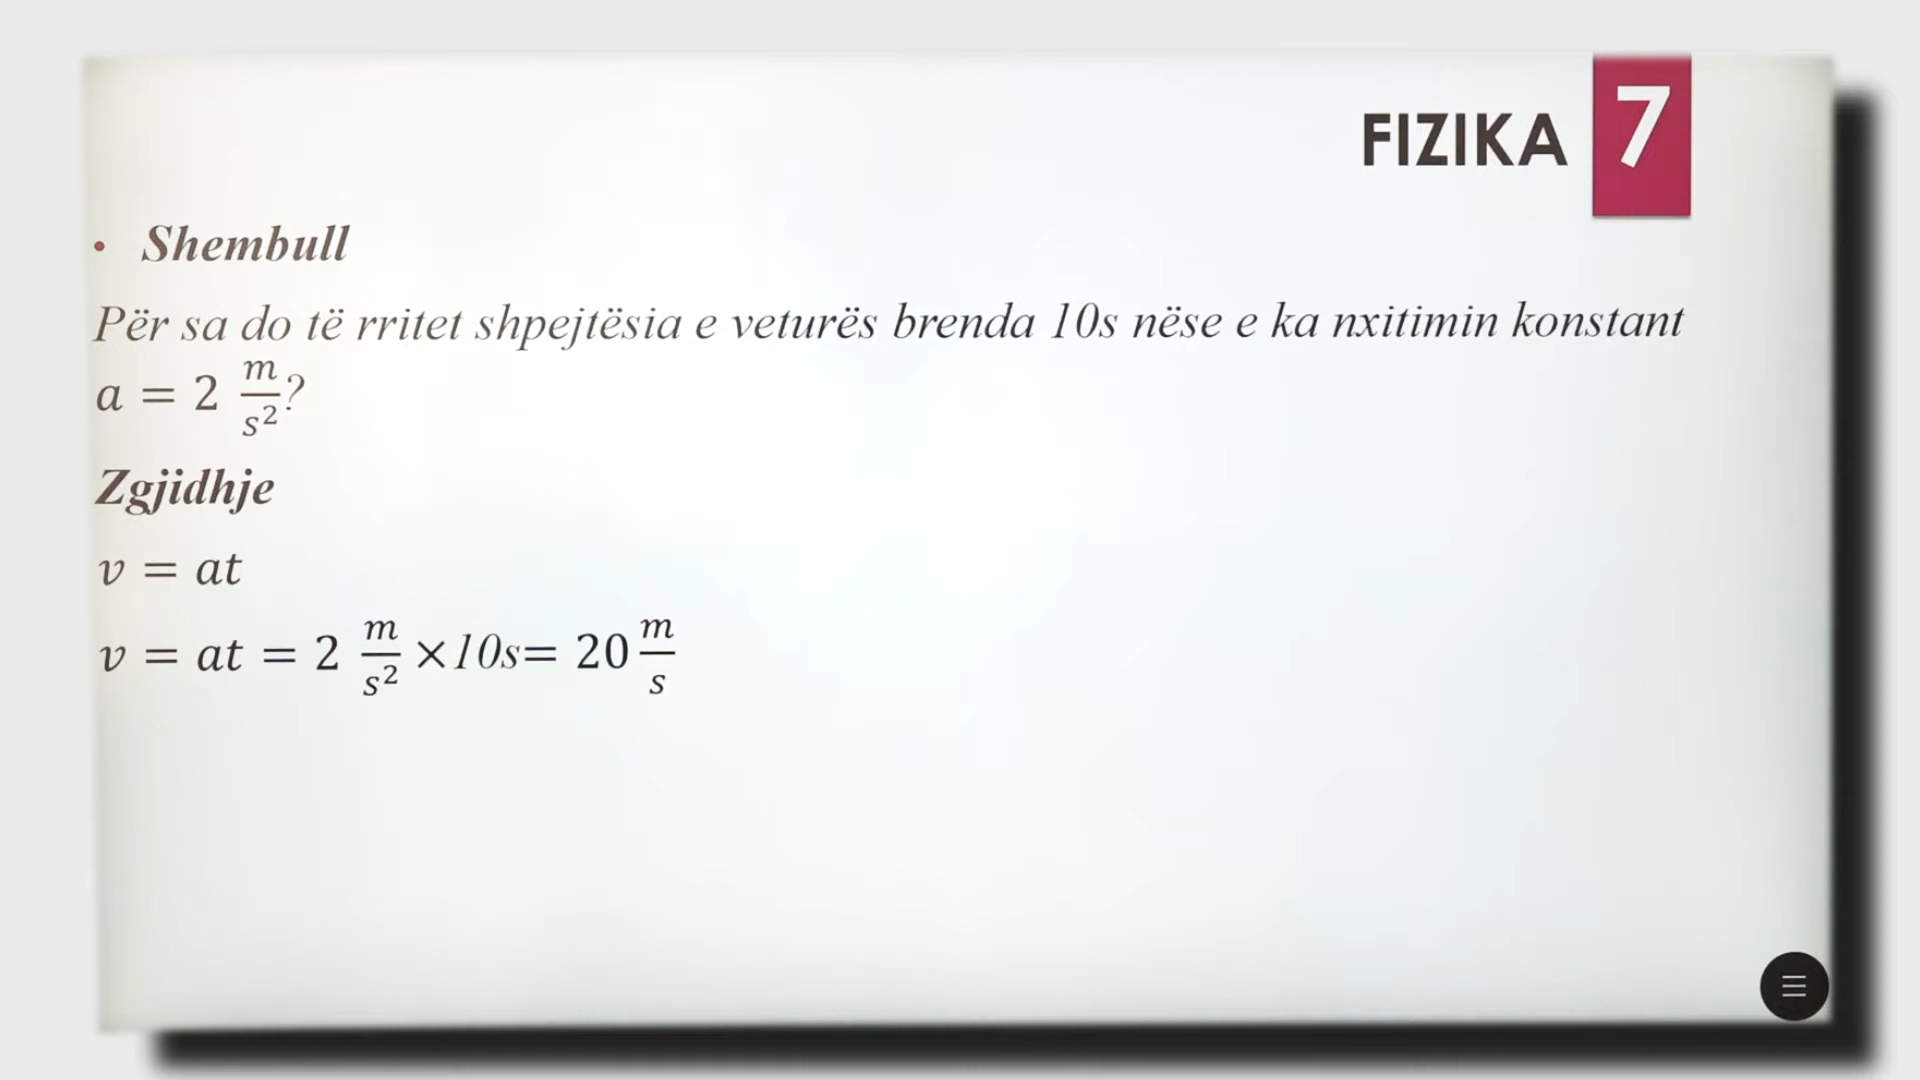 FIZIKA 7
• Shembull
Për sa do të rritet shpejtësia e veturës brenda 10s nëse e ka nxitimin konstant
a = 2 m/s²?
Zgjidhje
v = at
v = at = 2 m/s² ×10s= 20 m/s